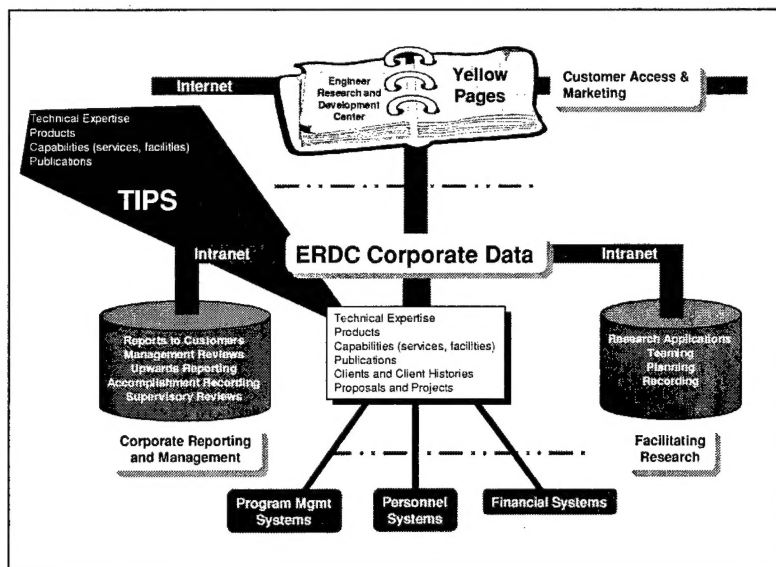 Internet
Engineer
Research and
Development
Center
Yellow
Pages
Customer Access &
Marketing
Technical Expertise
Products
Capabilities (services, facilities)
Publications
TIPS
Intranet
ERDC Corporate Data
Intranet
Reports to Customers
Management Reviews
Upwards Reporting
Accomplishment Recording
Supervisory Reviews
Technical Expertise
Products
Capabilities (services, facilities)
Publications
Clients and Client Histories
Proposals and Projects
Research Applications
Teaming
Planning
Recording
Corporate Reporting
and Management
Facilitating
Research
Program Mgmt
Systems
Personnel
Systems
Financial Systems